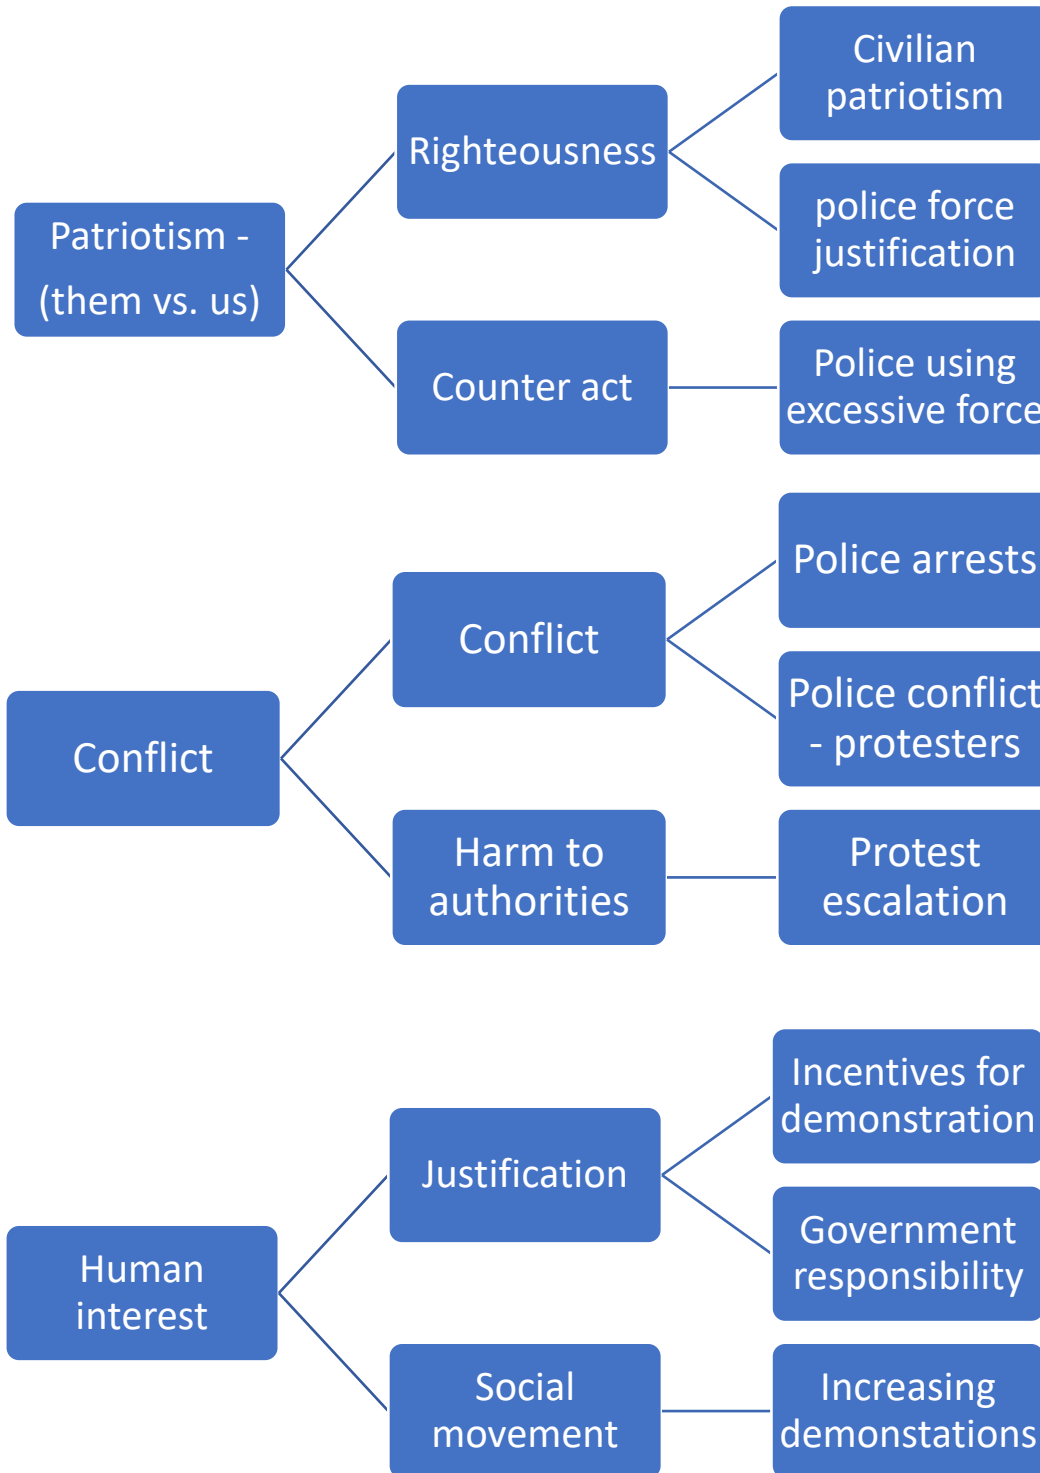 Patriotism -
(them vs. us)
Righteousness
Civilian
patriotism
police force
justification
Counter act
Police using
excessive force
Conflict
Conflict
Police arrests
Police conflict
- protesters
Harm to
authorities
Protest
escalation
Human
interest
Justification
Incentives for
demonstration
Government
responsibility
Social
movement
Increasing
demonstations